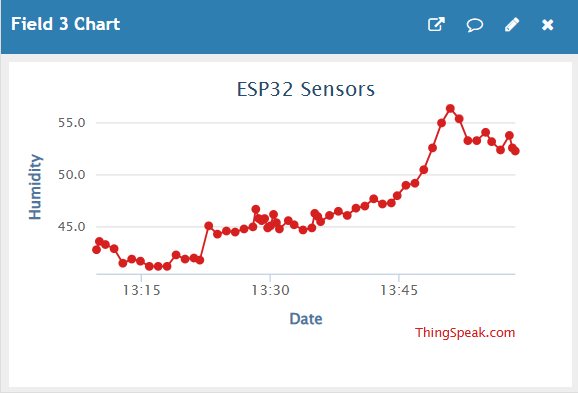 Field 3 Chart
ESP32 Sensors
55.0
50.0
45.0
Humidity
13:15 13:30 13:45
Date
ThingSpeak.com